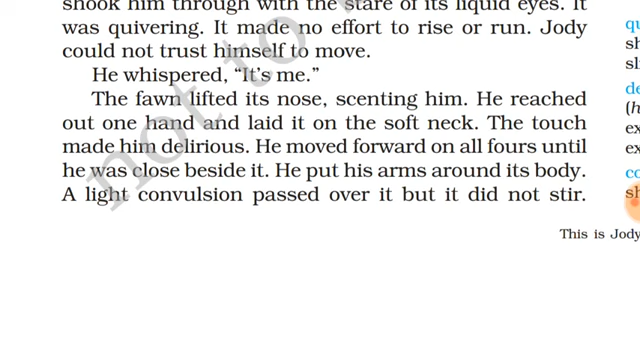 shook him through with the stare of its liquid eyes. It
was quivering. It made no effort to rise or run. Jody
could not trust himself to move.
He whispered, “It’s me.”
The fawn lifted its nose, scenting him. He reached
out one hand and laid it on the soft neck. The touch
made him delirious. He moved forward on all fours until
he was close beside it. He put his arms around its body.
A light convulsion passed over it but it did not stir.
This is Jody
not to